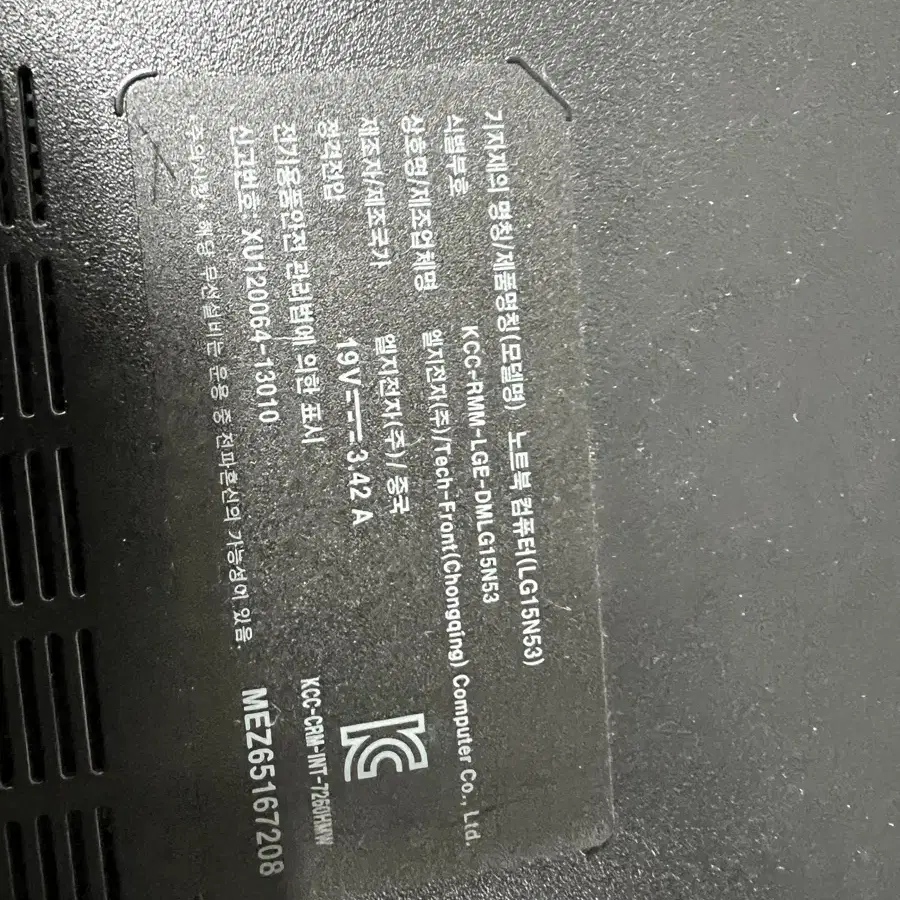 기자재의 명칭/제품명칭(모델명) 노트북 컴퓨터(LG15N53)
식별부호 KCC-RMM-LGE-DMLG15N53
상호명/제조업체명 엘지전자(주)/Tech-Front(Chongqing) Computer Co., Ltd.
제조자/제조국가 엘지전자(주)/ 중국
정격전압 19V 3.42 A
전기용품안전 관리법에 의한 표시
신고번호: XU120064-13010
주의사항: 해당 무선설비는 운용 중 전파혼신의 가능성이 있음.
KCC-CRM-INT-7260HMW
MEZ65167208